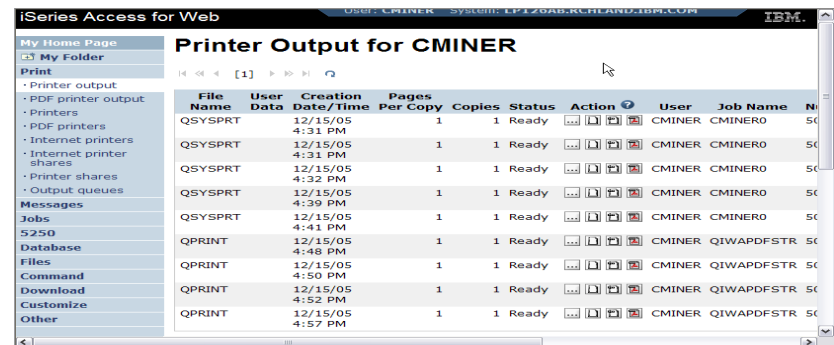 iSeries Access for Web
User: CMINER System: LPT26AB.RCHLAND.IBM.COM
IBM.
My Home Page
My Folder
Print
· Printer output
· PDF printer output
· Printers
· PDF printers
· Internet printers
· Internet printer
shares
· Printer shares
· Output queues
Messages
Jobs
5250
Database
Files
Command
Download
Customize
Other
Printer Output for CMINER
[1]
File Name User Data Creation Date/Time Pages Per Copy Copies Status Action ? User Job Name
QSYSPRT 12/15/05 4:31 PM 1 1 Ready ... CMINER CMINER0
QSYSPRT 12/15/05 4:31 PM 1 1 Ready ... CMINER CMINER0
QSYSPRT 12/15/05 4:32 PM 1 1 Ready ... CMINER CMINER0
QSYSPRT 12/15/05 4:39 PM 1 1 Ready ... CMINER CMINER0
QSYSPRT 12/15/05 4:41 PM 1 1 Ready ... CMINER CMINER0
QPRINT 12/15/05 4:48 PM 1 1 Ready ... CMINER QIWAPDFSTR
QPRINT 12/15/05 4:50 PM 1 1 Ready ... CMINER QIWAPDFSTR
QPRINT 12/15/05 4:52 PM 1 1 Ready ... CMINER QIWAPDFSTR
QPRINT 12/15/05 4:57 PM 1 1 Ready ... CMINER QIWAPDFSTR